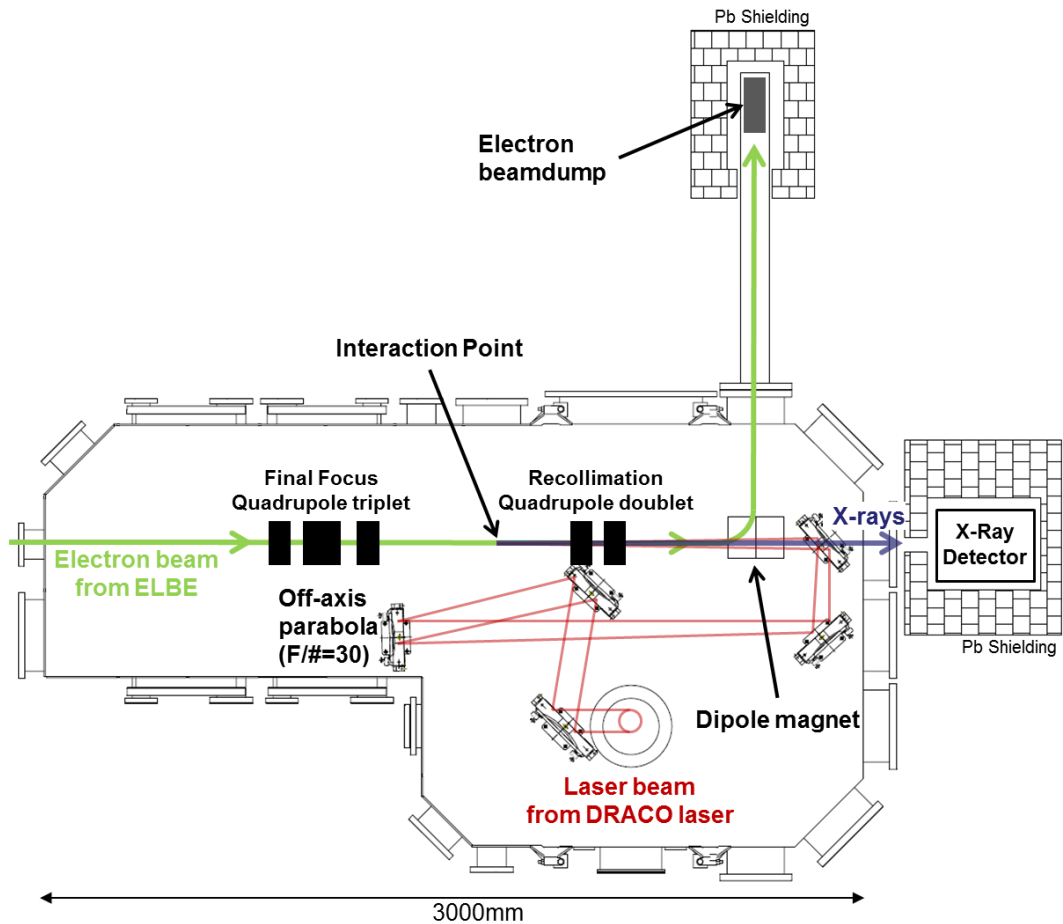 Pb Shielding
Electron
beamdump
Interaction Point
Final Focus
Quadrupole triplet
Recollimation
Quadrupole doublet
X-rays
Electron beam
from ELBE
X-Ray
Detector
Off-axis
parabola
(F/#=30)
Pb Shielding
Dipole magnet
Laser beam
from DRACO laser
3000mm